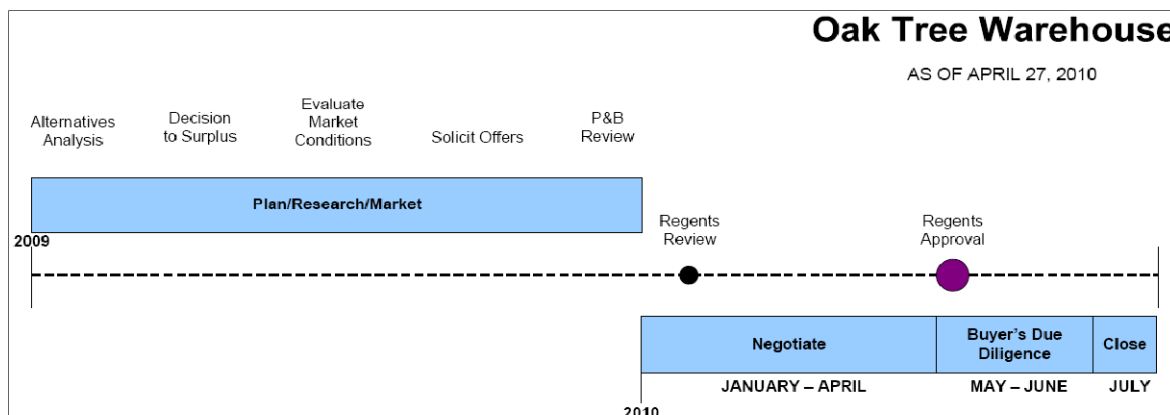 Oak Tree Warehouse
AS OF APRIL 27, 2010
Alternatives
Analysis
Decision
to Surplus
Evaluate
Market
Conditions
Solicit Offers
P&B
Review
Plan/Research/Market
2009
Regents
Review
Regents
Approval
Negotiate
Buyer's Due
Diligence
Close
JANUARY – APRIL
MAY – JUNE
JULY
2010